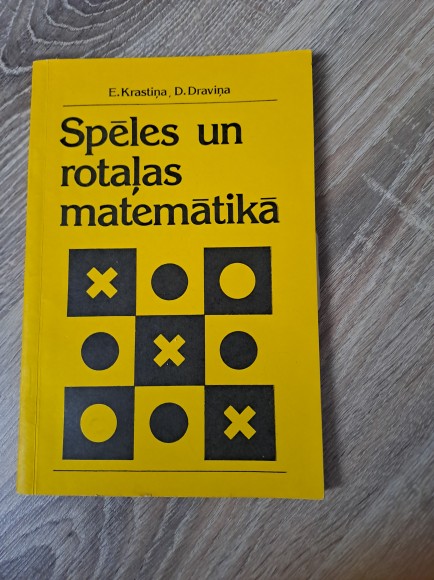 E. Krastiņa, D. Draviņa
Spēles un
rotaļas
matemātikā